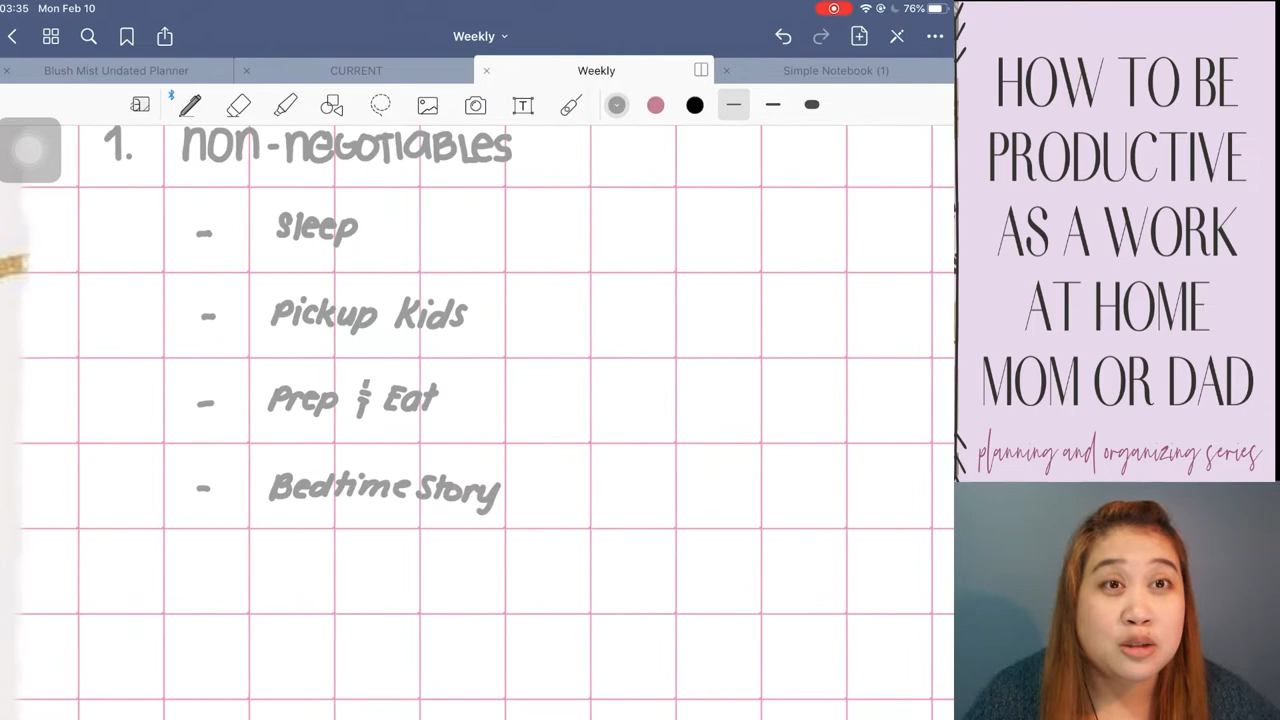 03:35 Mon Feb 10
76%
Weekly
Blush Mist Undated Planner
CURRENT
Weekly
Simple Notebook (1)
T
1. NON-NEGOTIABLES
- Sleep
- Pickup Kids
- Prep & Eat
- Bedtime Story
HOW TO BE
PRODUCTIVE
AS A WORK
AT HOME
MOM OR DAD
planning and organizing series